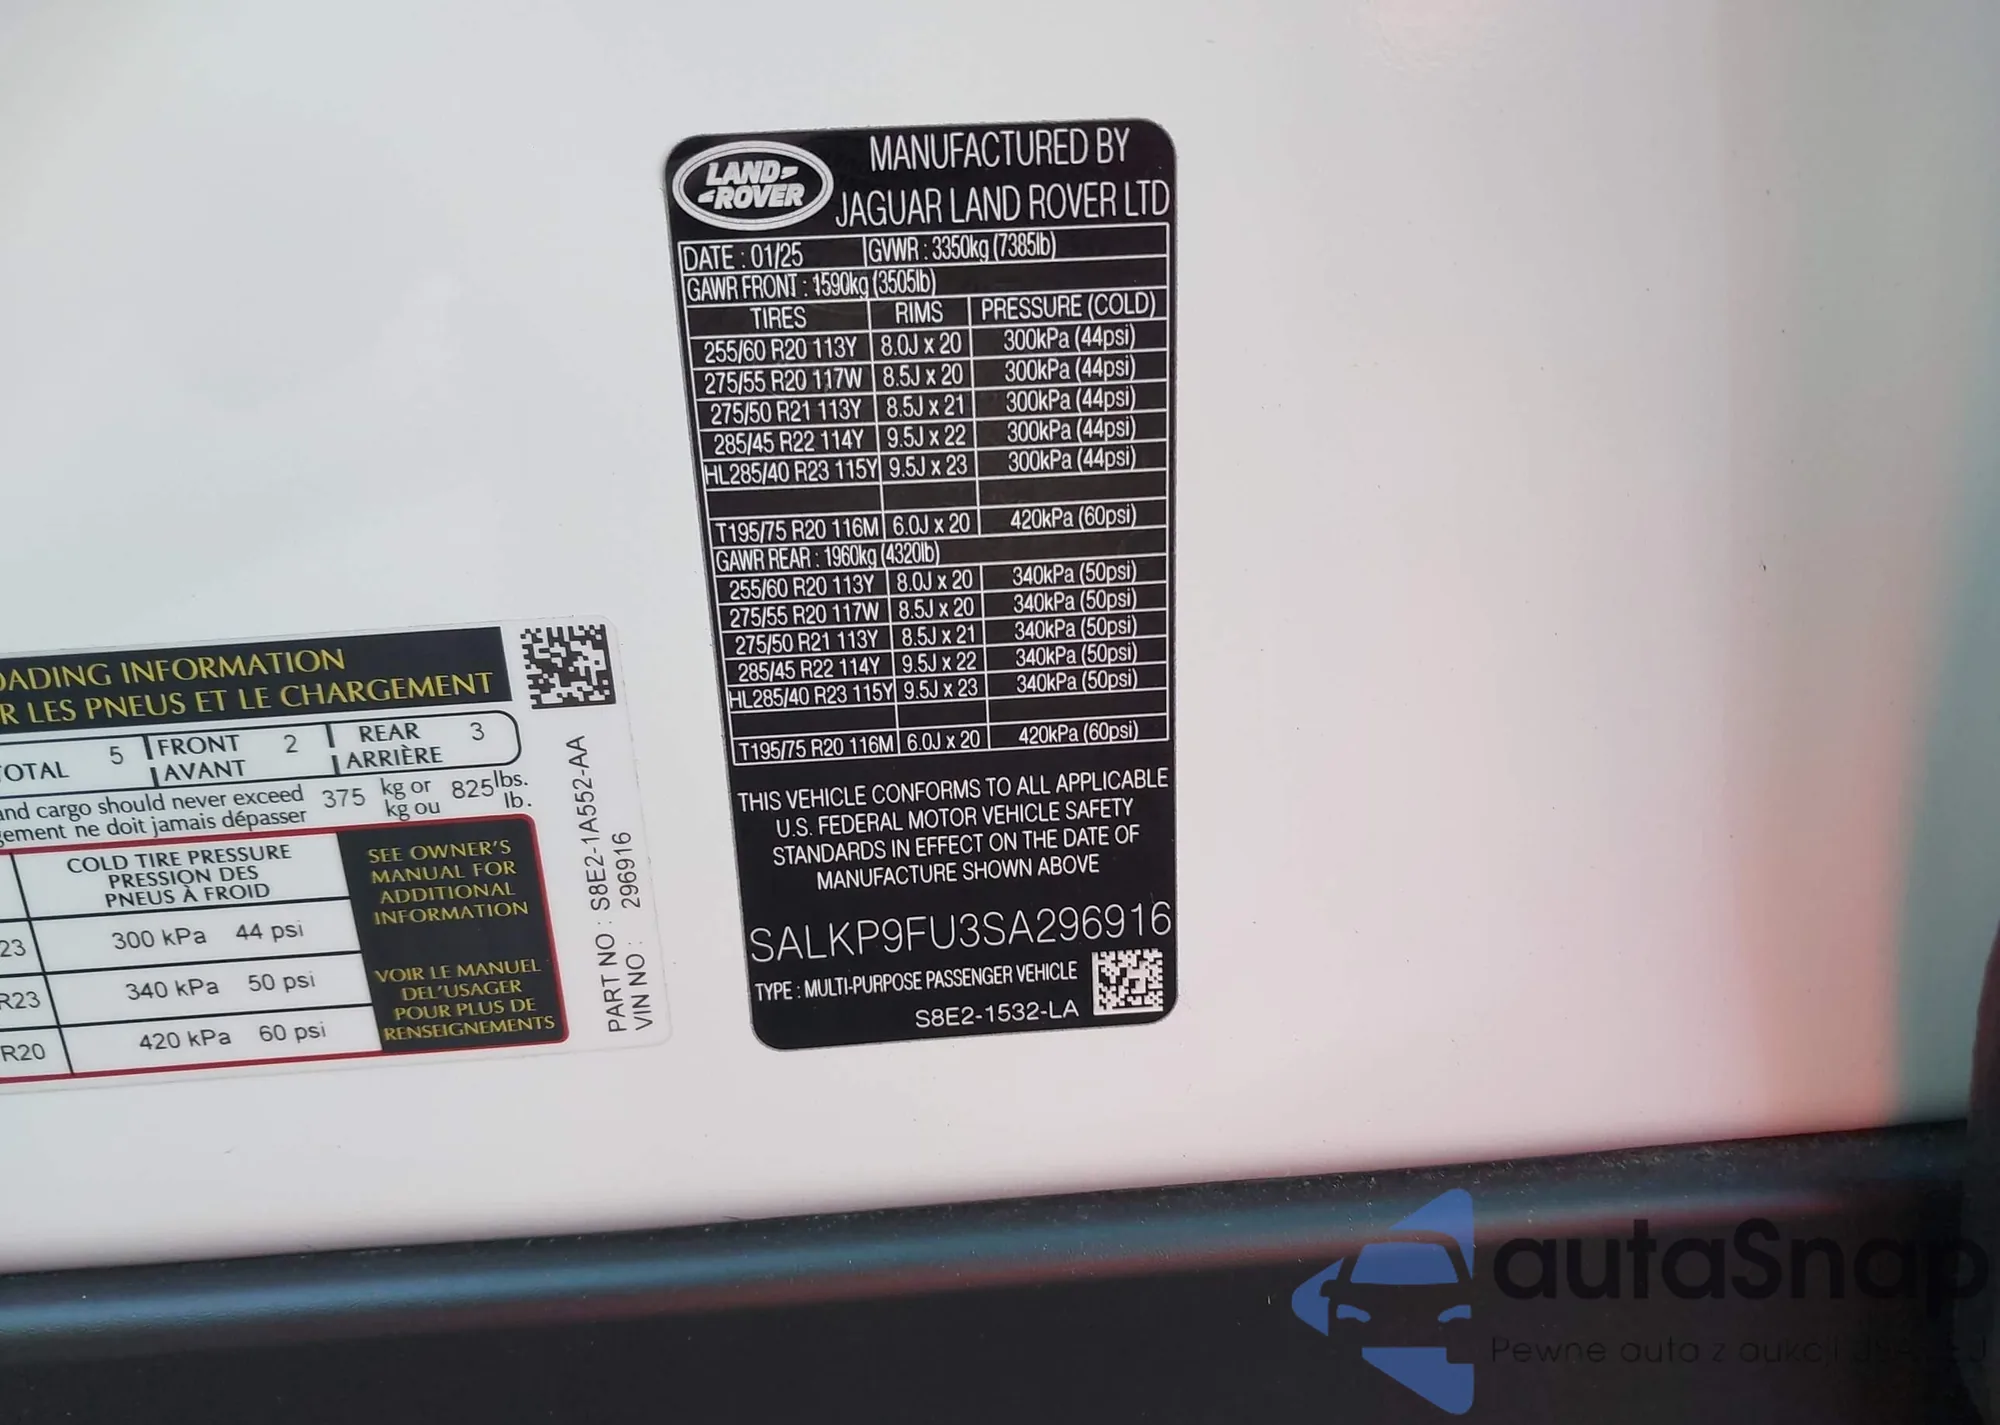 LAND
ROVER
MANUFACTURED BY
JAGUAR LAND ROVER LTD
DATE : 01/25 GVWR : 3350kg (7385lb)
GAWR FRONT : 1590kg (3505lb)
TIRES RIMS PRESSURE (COLD)
255/60 R20 113Y 8.0J x 20 300kPa (44psi)
275/55 R20 117W 8.5J x 20 300kPa (44psi)
275/50 R21 113Y 8.5J x 21 300kPa (44psi)
285/45 R22 114Y 9.5J x 22 300kPa (44psi)
HL285/40 R23 115Y 9.5J x 23 300kPa (44psi)
T195/75 R20 116M 6.0J x 20 420kPa (60psi)
GAWR REAR : 1960kg (4320lb)
255/60 R20 113Y 8.0J x 20 340kPa (50psi)
275/55 R20 117W 8.5J x 20 340kPa (50psi)
275/50 R21 113Y 8.5J x 21 340kPa (50psi)
285/45 R22 114Y 9.5J x 22 340kPa (50psi)
HL285/40 R23 115Y 9.5J x 23 340kPa (50psi)
T195/75 R20 116M 6.0J x 20 420kPa (60psi)
THIS VEHICLE CONFORMS TO ALL APPLICABLE
U.S. FEDERAL MOTOR VEHICLE SAFETY
STANDARDS IN EFFECT ON THE DATE OF
MANUFACTURE SHOWN ABOVE
SALKP9FU3SA296916
TYPE : MULTI-PURPOSE PASSENGER VEHICLE
S8E2-1532-LA
OADING INFORMATION
R LES PNEUS ET LE CHARGEMENT
OTAL 5 FRONT 2 REAR 3
AVANT ARRIÈRE
and cargo should never exceed 375 kg or 825 lbs.
gement ne doit jamais dépasser kg ou lb.
COLD TIRE PRESSURE
PRESSION DES
PNEUS À FROID
23 300 kPa 44 psi
R23 340 kPa 50 psi
R20 420 kPa 60 psi
SEE OWNER'S
MANUAL FOR
ADDITIONAL
INFORMATION
VOIR LE MANUEL
DEL'USAGER
POUR PLUS DE
RENSEIGNEMENTS
PART NO : S8E2-1A552-AA
VIN NO : 296916
autaSnap
Pewne auto z aukcji